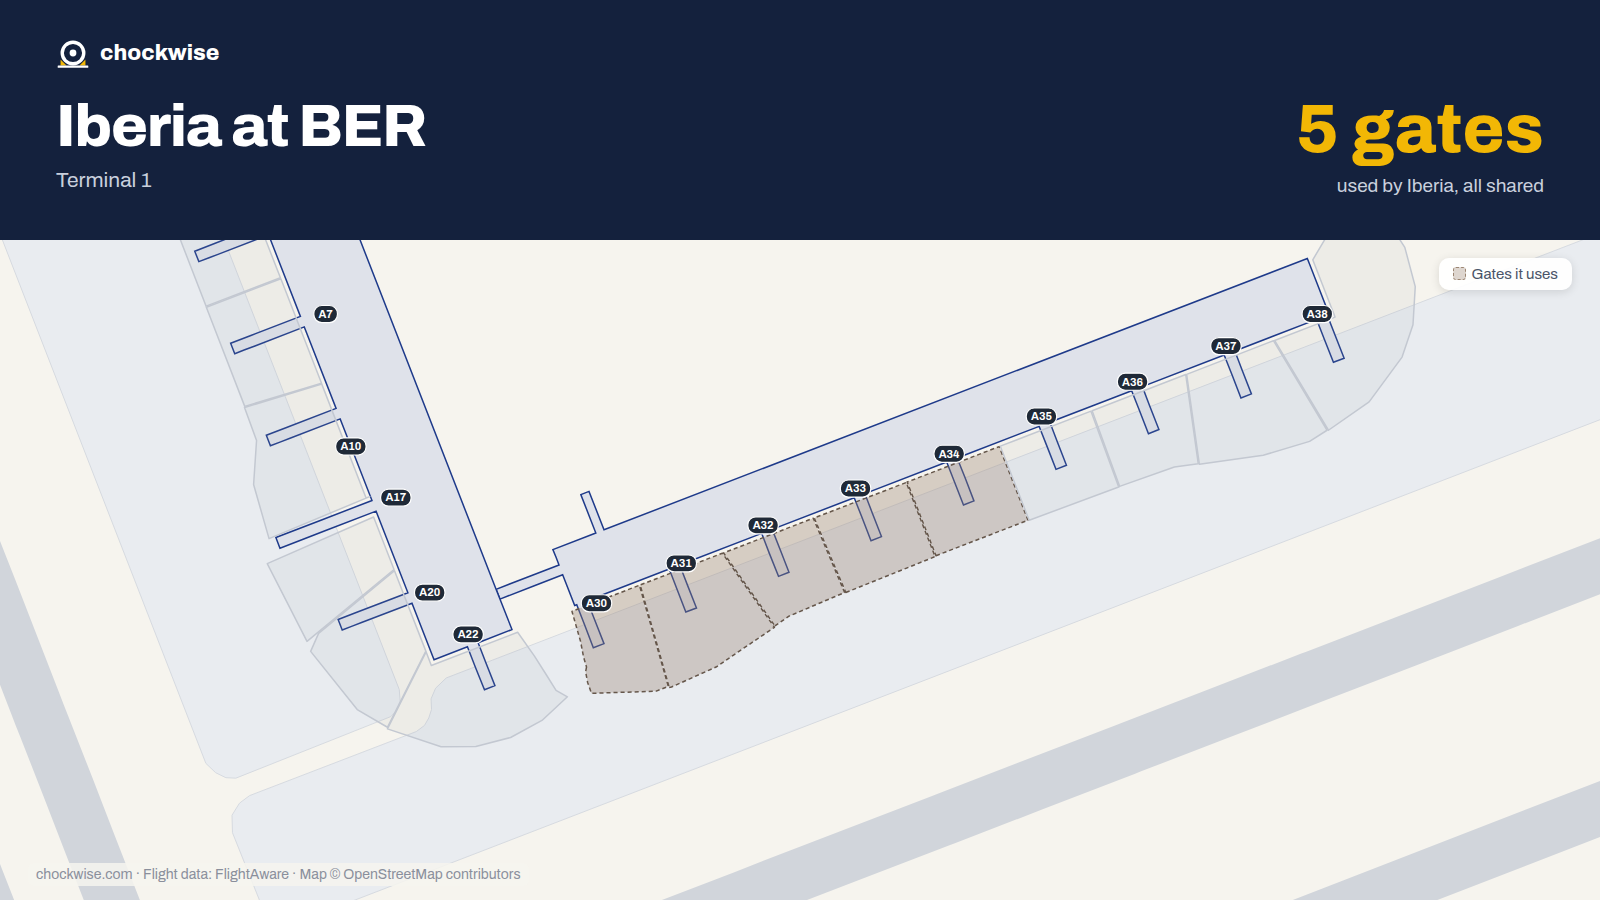 chockwise
Iberia at BER
Terminal 1
5 gates
used by Iberia, all shared
Gates it uses
A7
A10
A17
A20
A22
A30
A31
A32
A33
A34
A35
A36
A37
A38
chockwise.com · Flight data: FlightAware · Map © OpenStreetMap contributors